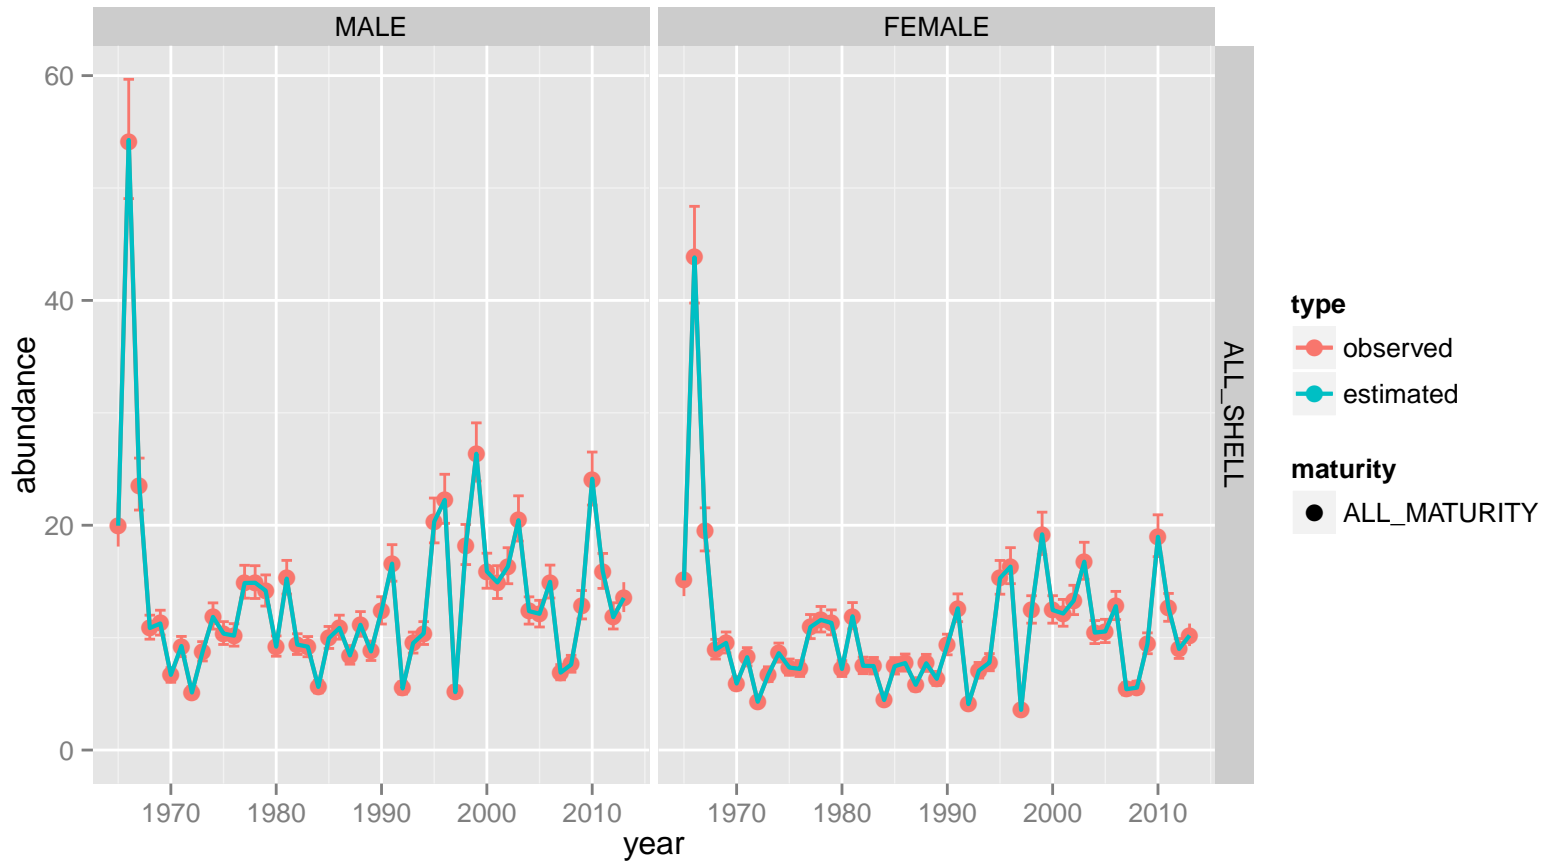 MALE
FEMALE
60
40
20
0
abundance
1970
1980
1990
2000
2010
1970
1980
1990
2000
2010
year
ALL_SHELL
type
observed
estimated
maturity
ALL_MATURITY